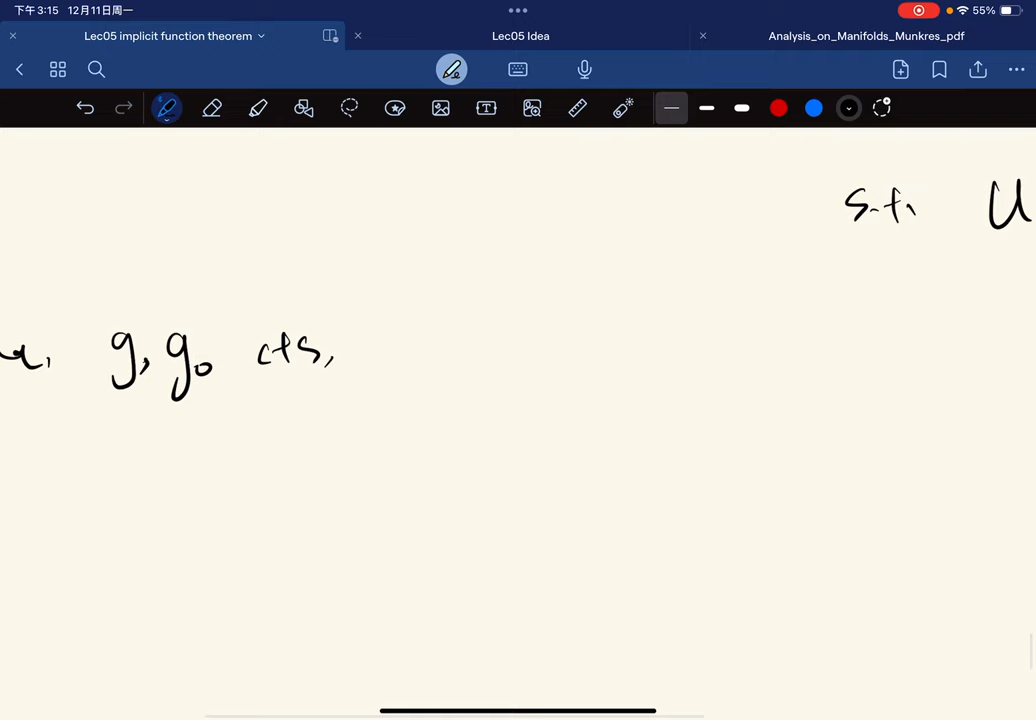 下午3:15 12月11日周一
55%
Lec05 implicit function theorem
Lec05 Idea
Analysis_on_Manifolds_Munkres_pdf
s.t. U
g, g₀ cts,